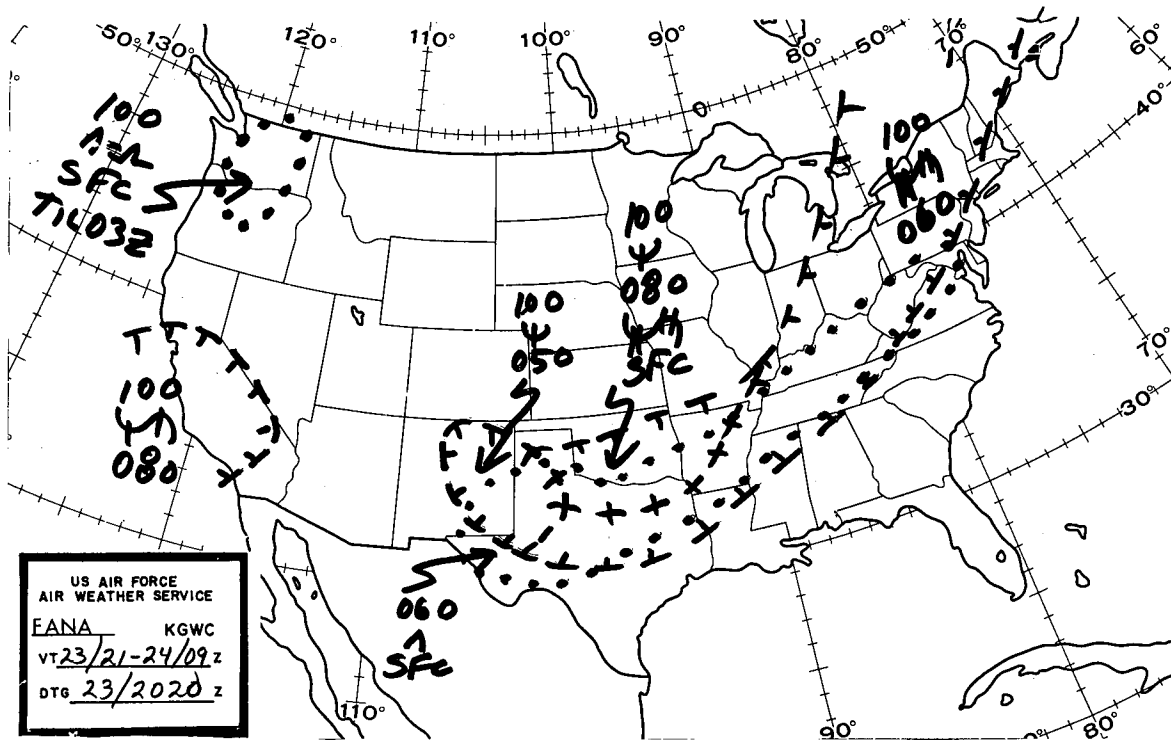 50° 130° 120° 110° 100° 90° 80° 50° 70° 60°
40°
100
SFC
TIL03Z
100
060
100
080
SFC
100
050
100
080
70°
30°
060
SFC
US AIR FORCE
AIR WEATHER SERVICE
FANA KGWC
VT 23/21-24/09 Z
DTG 23/2020 Z
110°
90°
80°